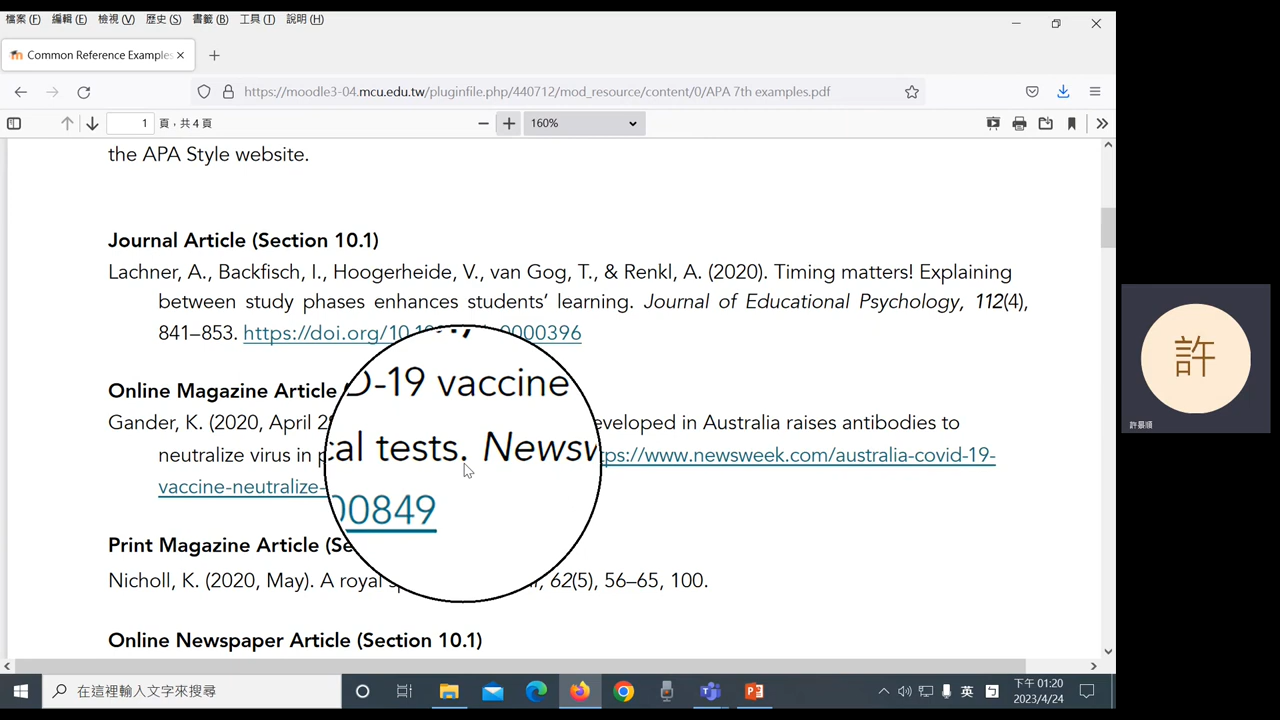 檔案 (F) 編輯 (E) 檢視 (V) 歷史 (S) 書籤 (B) 工具 (T) 說明 (H)
Common Reference Examples
https://moodle3-04.mcu.edu.tw/pluginfile.php/440712/mod_resource/content/0/APA 7th examples.pdf
1 頁，共 4 頁 160%
the APA Style website.
Journal Article (Section 10.1)
Lachner, A., Backfisch, I., Hoogerheide, V., van Gog, T., & Renkl, A. (2020). Timing matters! Explaining
between study phases enhances students’ learning. Journal of Educational Psychology, 112(4),
841–853. https://doi.org/10. 0000396
-19 vaccine
Online Magazine Article
Gander, K. (2020, April developed in Australia raises antibodies to
neutralize virus in cal tests. Newsw tps://www.newsweek.com/australia-covid-19-
vaccine-neutralize- 00849
Print Magazine Article
Nicholl, K. (2020, May). A royal 62(5), 56–65, 100.
Online Newspaper Article (Section 10.1)
許
許景順
在這裡輸入文字來搜尋
英
下午 01:20
2023/4/24